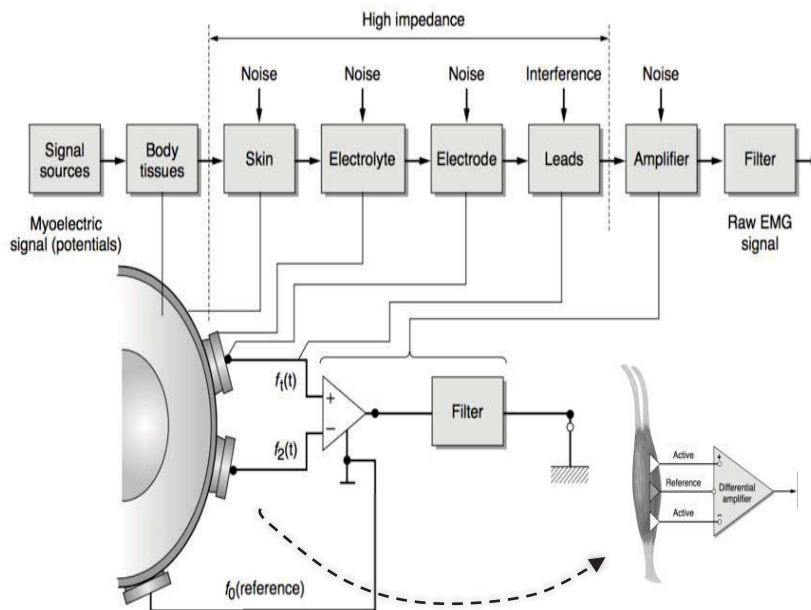 High impedance
Noise
Noise
Noise
Interference
Noise
Signal
sources
Body
tissues
Skin
Electrolyte
Electrode
Leads
Amplifier
Filter
Myoelectric
signal (potentials)
Raw EMG
signal
f₁(t)
+
−
f₂(t)
Filter
Active
+
Reference
Differential
amplifier
Active
−
f₀(reference)